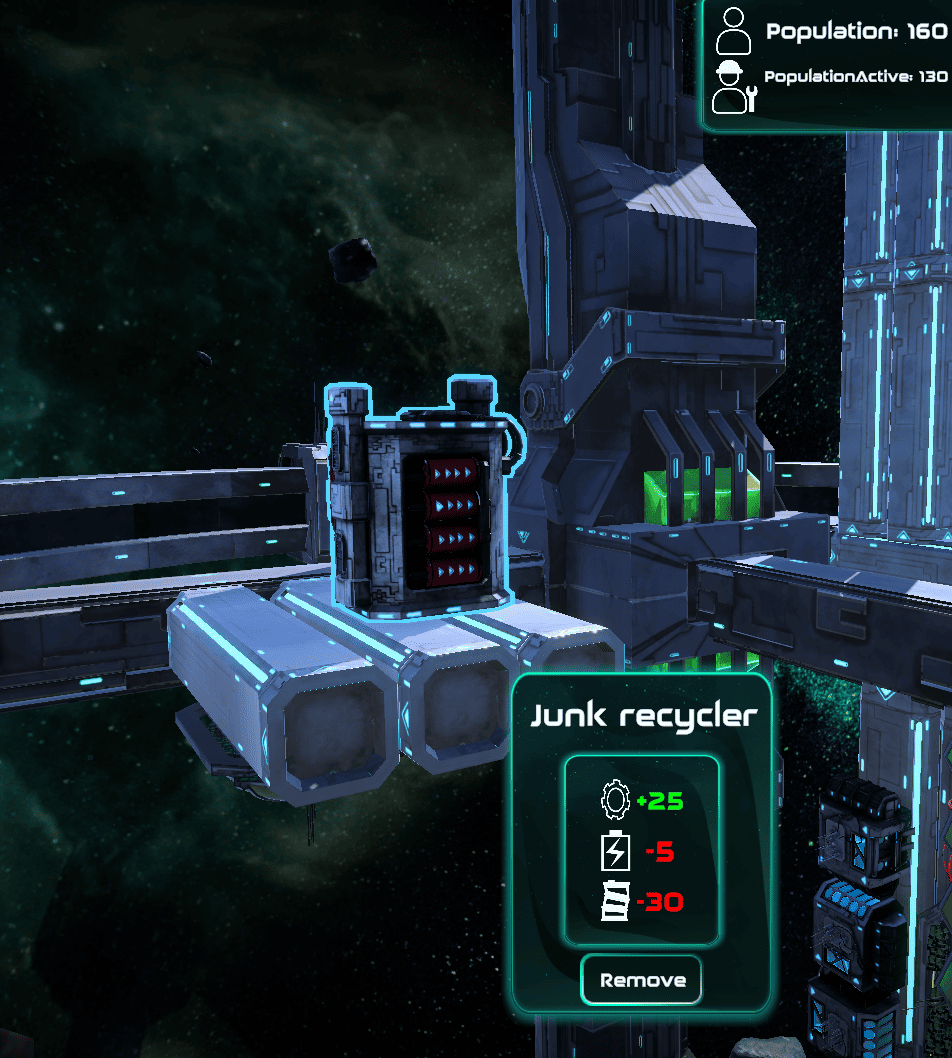 Population: 160
PopulationActive: 130
Junk recycler
+25
-5
-30
Remove